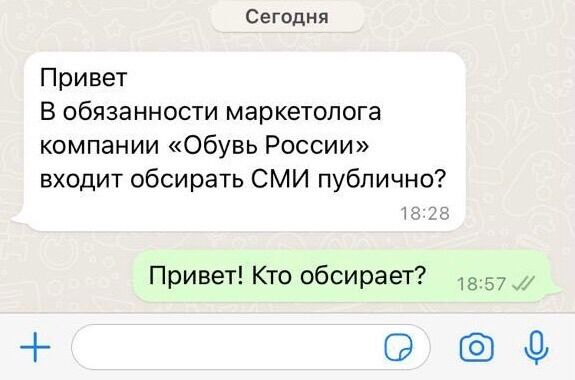 Сегодня
Привет
В обязанности маркетолога
компании «Обувь России»
входит обсирать СМИ публично?
18:28
Привет! Кто обсирает?
18:57